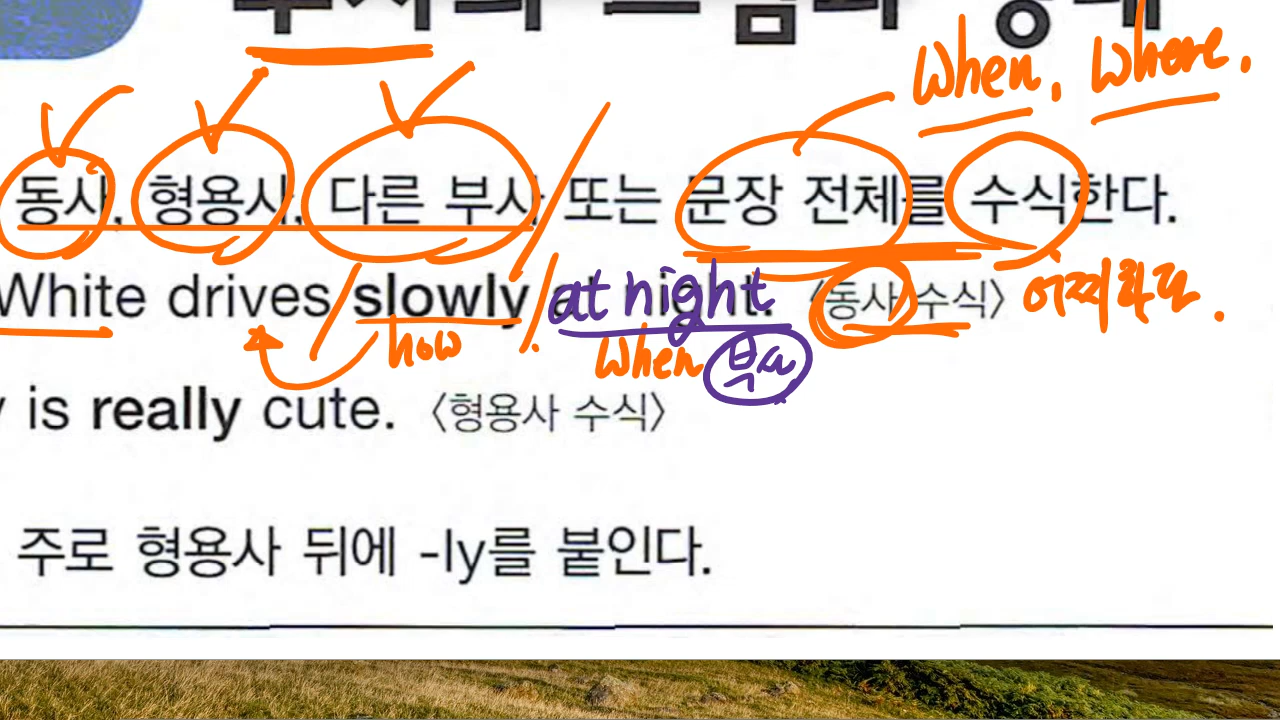 When, Where.
동사, 형용사, 다른 부사 또는 문장 전체를 수식한다.
White drives slowly at night. 〈동사 수식〉 어찌하다.
how When 부사
is really cute. 〈형용사 수식〉
주로 형용사 뒤에 -ly를 붙인다.